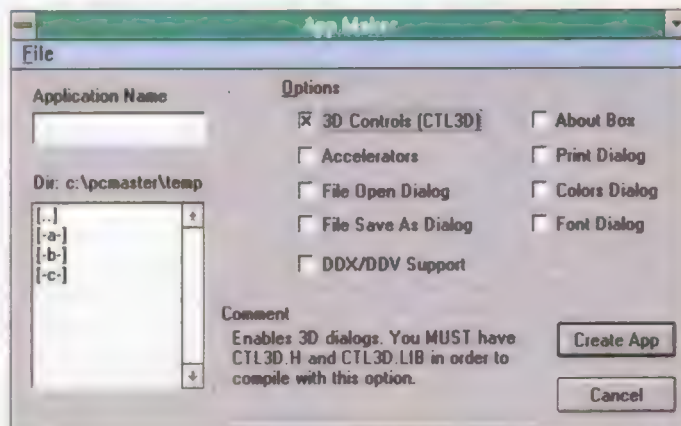 App Maker
File
Application Name
Dir: c:\pcmaster\temp
[..]
[-a-]
[-b-]
[-c-]
Options
3D Controls (CTL3D)
Accelerators
File Open Dialog
File Save As Dialog
DDX/DDV Support
About Box
Print Dialog
Colors Dialog
Font Dialog
Comment
Enables 3D dialogs. You MUST have
CTL3D.H and CTL3D.LIB in order to
compile with this option.
Create App
Cancel